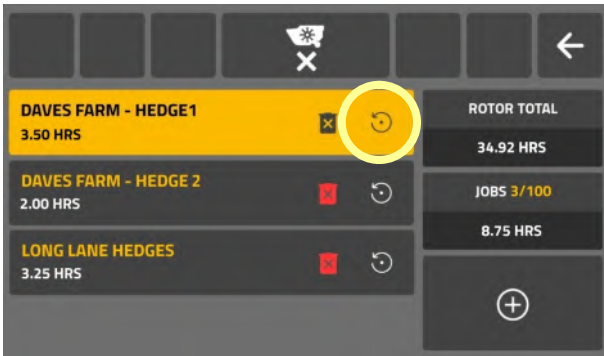 DAVES FARM - HEDGE1
3.50 HRS
DAVES FARM - HEDGE 2
2.00 HRS
LONG LANE HEDGES
3.25 HRS
ROTOR TOTAL
34.92 HRS
JOBS 3/100
8.75 HRS